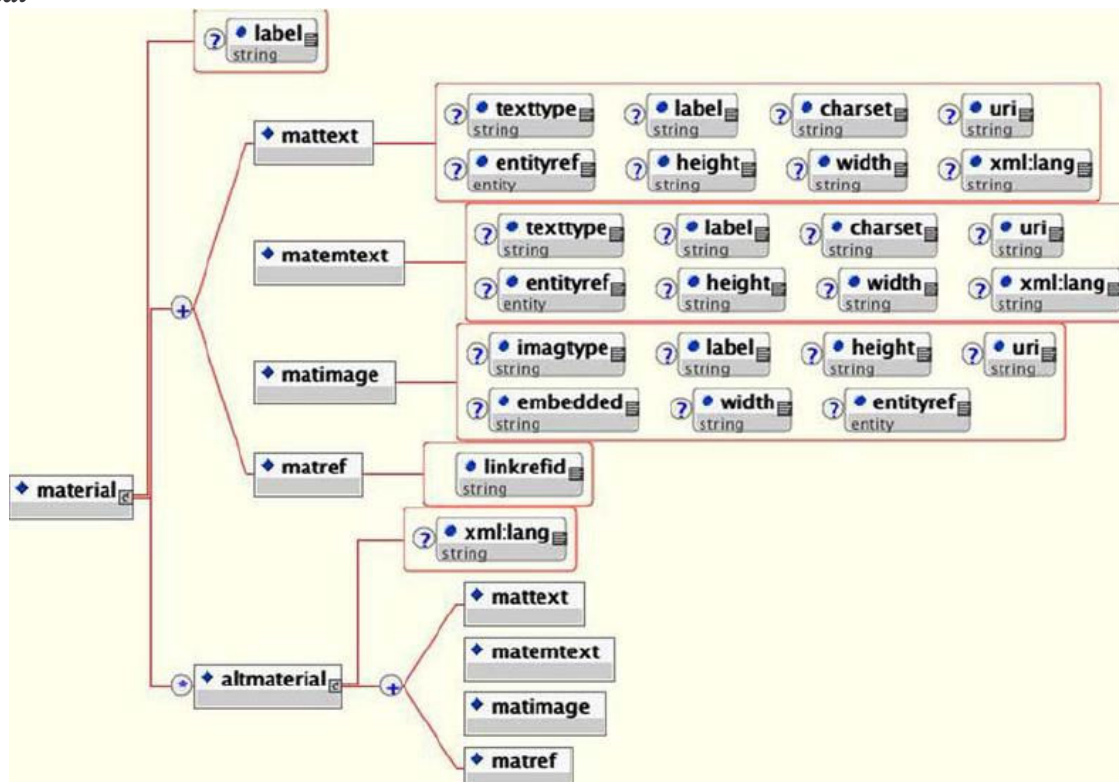 ? label
string
mattext
? texttype ? label ? charset ? uri
string string string string
? entityref ? height ? width ? xml:lang
entity string string string
matemtext
? texttype ? label ? charset ? uri
string string string string
? entityref ? height ? width ? xml:lang
entity string string string
+
matimage
? imagtype ? label ? height ? uri
string string string string
? embedded ? width ? entityref
string string entity
matref
linkrefid
string
material
? xml:lang
string
mattext
matemtext
* altmaterial +
matimage
matref